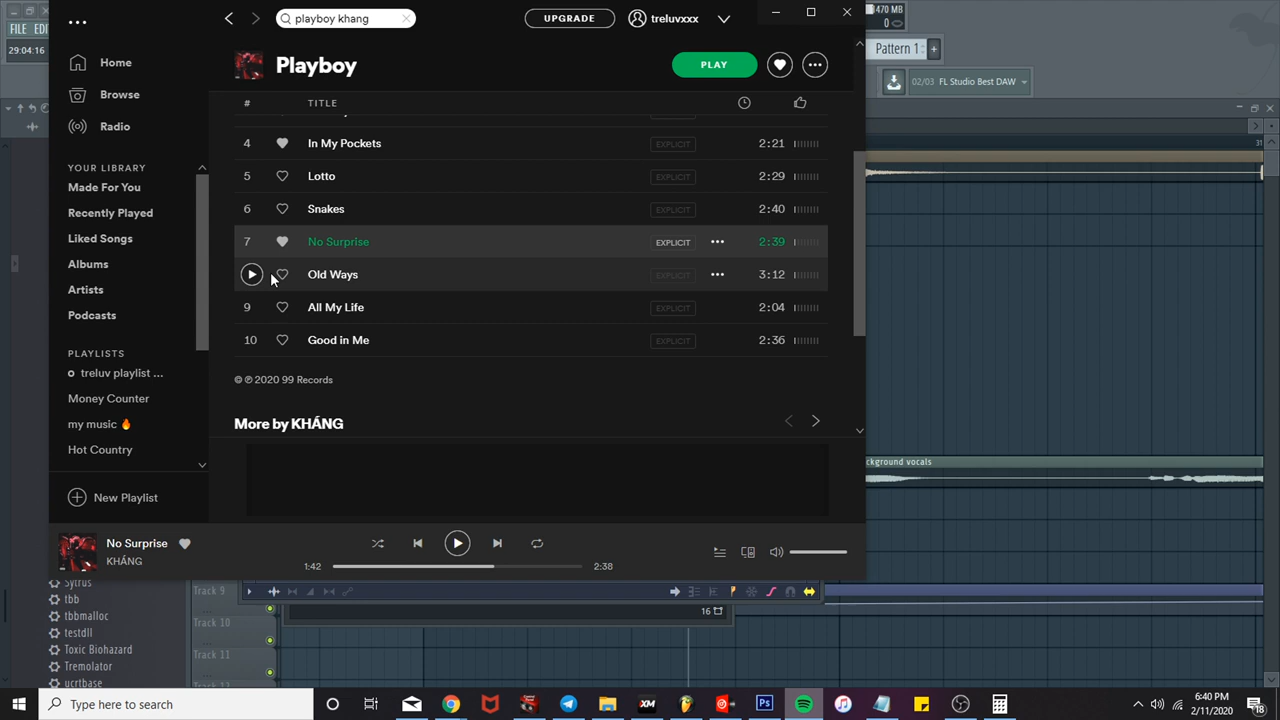 playboy khang
UPGRADE
treluvxxx
470 MB
0
FILE EDI
29:04:16
Pattern 1
02/03 FL Studio Best DAW
Home
Browse
Radio
YOUR LIBRARY
Made For You
Recently Played
Liked Songs
Albums
Artists
Podcasts
PLAYLISTS
treluv playlist ...
Money Counter
my music 🔥
Hot Country
New Playlist
Playboy
PLAY
# TITLE
4 In My Pockets EXPLICIT 2:21
5 Lotto EXPLICIT 2:29
6 Snakes EXPLICIT 2:40
7 No Surprise EXPLICIT 2:39
Old Ways EXPLICIT 3:12
9 All My Life EXPLICIT 2:04
10 Good in Me EXPLICIT 2:36
© ℗ 2020 99 Records
More by KHÁNG
No Surprise
KHÁNG
1:42
2:38
31
ckground vocals
Sytrus
tbb
tbbmalloc
testdll
Toxic Biohazard
Tremolator
ucrtbase
Track 9
Track 10
Track 11
16
Type here to search
6:40 PM
2/11/2020
18